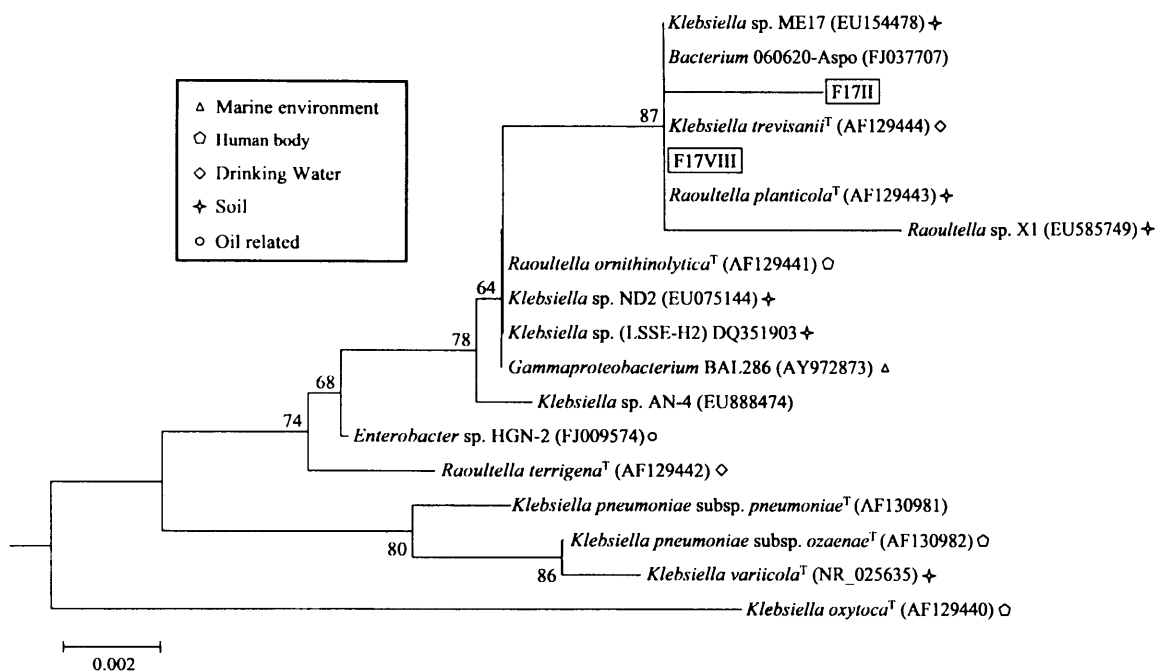 Klebsiella sp. ME17 (EU154478)
Bacterium 060620-Aspo (FJ037707)
F17II
87
Klebsiella trevisanii^T (AF129444)
F17VIII
Raoultella planticola^T (AF129443)
Raoultella sp. X1 (EU585749)
Marine environment
Human body
Drinking Water
Soil
Oil related
Raoultella ornithinolytica^T (AF129441)
64
Klebsiella sp. ND2 (EU075144)
Klebsiella sp. (LSSE-H2) DQ351903
78
Gammaproteobacterium BAL286 (AY972873)
Klebsiella sp. AN-4 (EU888474)
68
Enterobacter sp. HGN-2 (FJ009574)
74
Raoultella terrigena^T (AF129442)
Klebsiella pneumoniae subsp. pneumoniae^T (AF130981)
80
Klebsiella pneumoniae subsp. ozaenae^T (AF130982)
86
Klebsiella variicola^T (NR_025635)
Klebsiella oxytoca^T (AF129440)
0.002